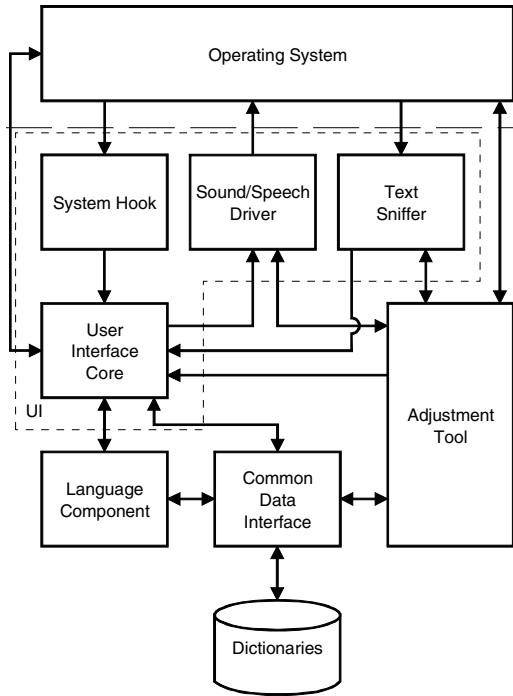 Operating System
System Hook
Sound/Speech
Driver
Text
Sniffer
User
Interface
Core
UI
Adjustment
Tool
Language
Component
Common
Data
Interface
Dictionaries